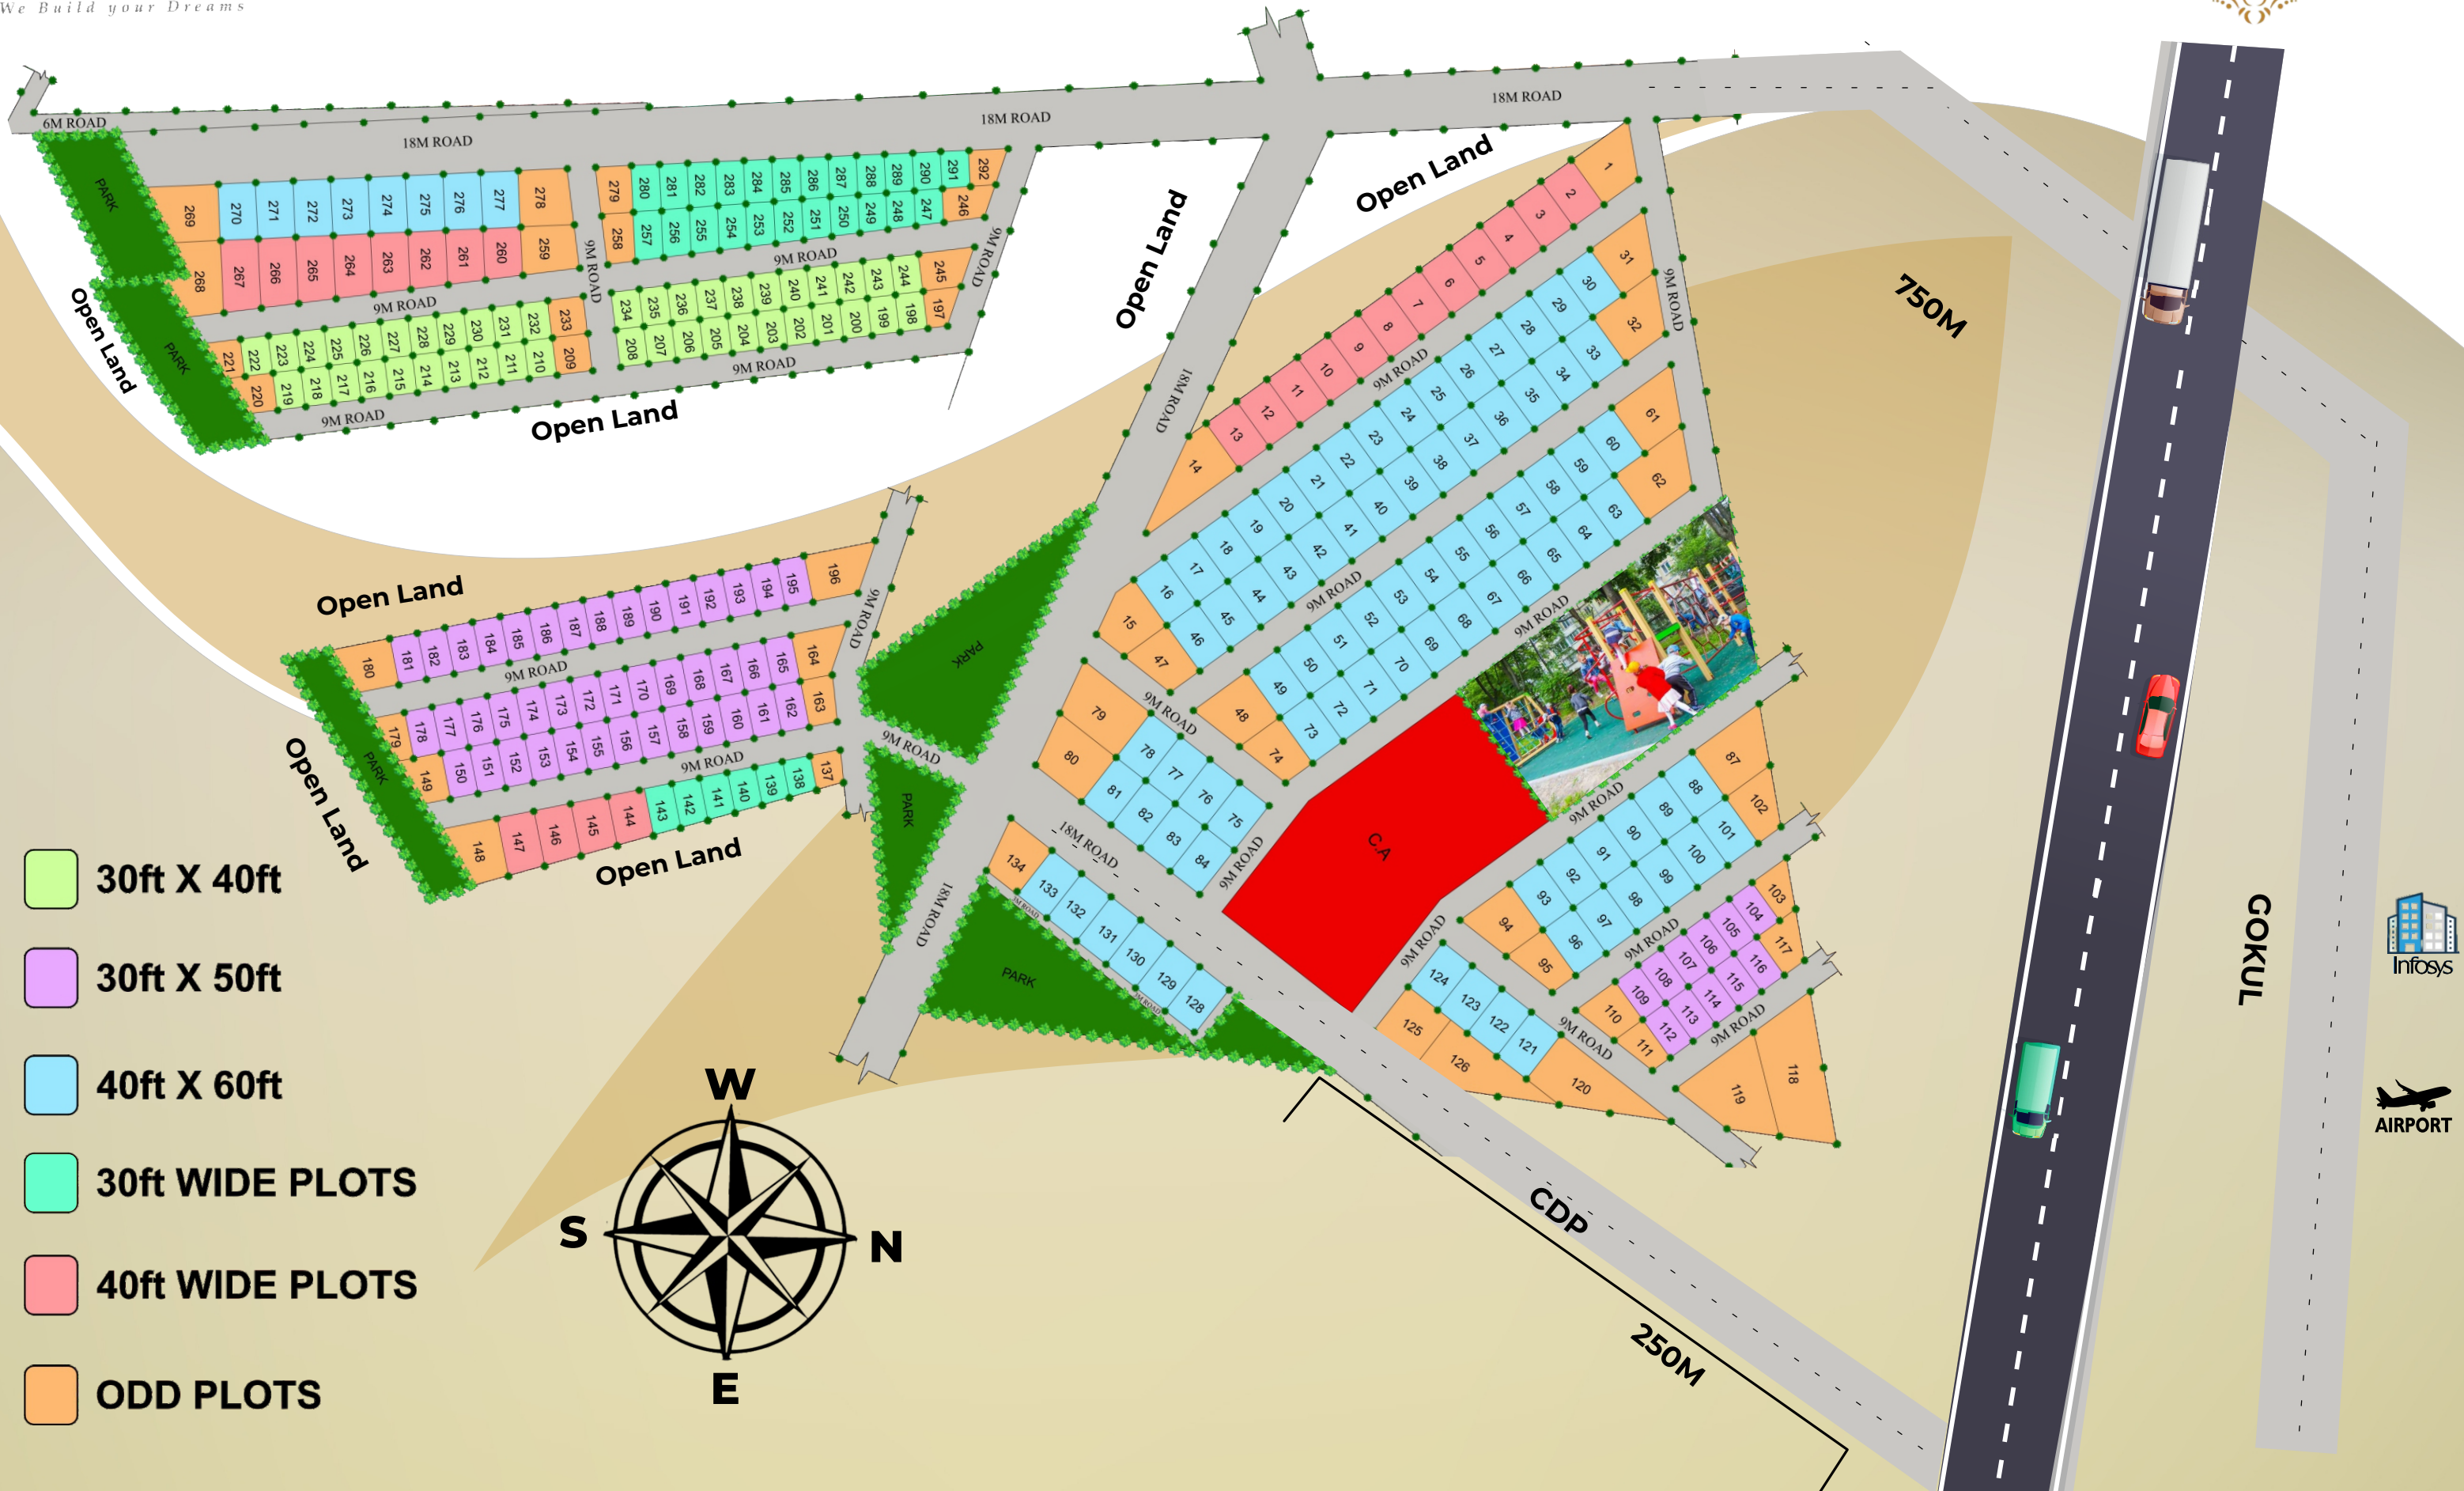 We Build your Dreams
6M ROAD
18M ROAD
18M ROAD
18M ROAD
PARK
269 270 271 272 273 274 275 276 277 278
268 267 266 265 264 263 262 261 260 259
9M ROAD
279 280 281 282 283 284 285 286 287 288 289 290 291 292
258 257 256 255 254 253 252 251 250 249 248 247 246
9M ROAD
9M ROAD
9M ROAD
PARK
221 222 223 224 225 226 227 228 229 230 231 232 233
220 219 218 217 216 215 214 213 212 211 210 209
9M ROAD
234 235 236 237 238 239 240 241 242 243 244 245
208 207 206 205 204 203 202 201 200 199 198 197
9M ROAD
Open Land
Open Land
Open Land
Open Land
18M ROAD
1 2 3 4 5 6 7 8 9 10 11 12 13 14
9M ROAD
9M ROAD
31 30 29 28 27 26 25 24 23 22 21 20 19 18 17 16 15
32 33 34 35 36 37 38 39 40 41 42 43 44 45 46 47
9M ROAD
61 60 59 58 57 56 55 54 53 52 51 50 49 48
62 63 64 65 66 67 68 69 70 71 72 73 74
9M ROAD
750M
Open Land
180 181 182 183 184 185 186 187 188 189 190 191 192 193 194 195 196
9M ROAD
9M ROAD
179 178 177 176 175 174 173 172 171 170 169 168 167 166 165 164
149 150 151 152 153 154 155 156 157 158 159 160 161 162 163
9M ROAD
148 147 146 145 144 143 142 141 140 139 138 137
PARK
Open Land
Open Land
PARK
9M ROAD
PARK
18M ROAD
9M ROAD
79 78 77 76 75
80 81 82 83 84
9M ROAD
18M ROAD
134 133 132 131 130 129 128
9M ROAD
9M ROAD
PARK
C.A
9M ROAD
87 88 89 90 91 92 93 94
102 101 100 99 98 97 96 95
9M ROAD
9M ROAD
103 104 105 106 107 108 109 110
117 116 115 114 113 112 111
9M ROAD
9M ROAD
124 123 122 121 120
125 126
119 118
CDP
250M
GOKUL
Infosys
AIRPORT
30ft X 40ft
30ft X 50ft
40ft X 60ft
30ft WIDE PLOTS
40ft WIDE PLOTS
ODD PLOTS
W
S
N
E